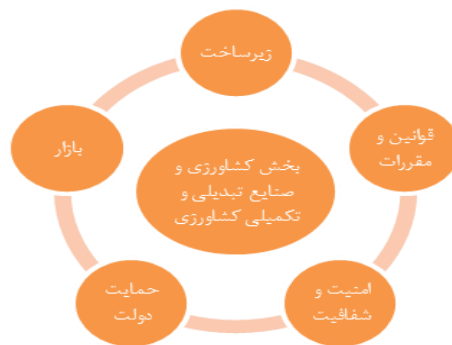 زیرساخت
قوانین و
مقررات
امنیت و
شفافیت
حمایت
دولت
بازار
بخش کشاورزی و
صنایع تبدیلی و
تکمیلی کشاورزی